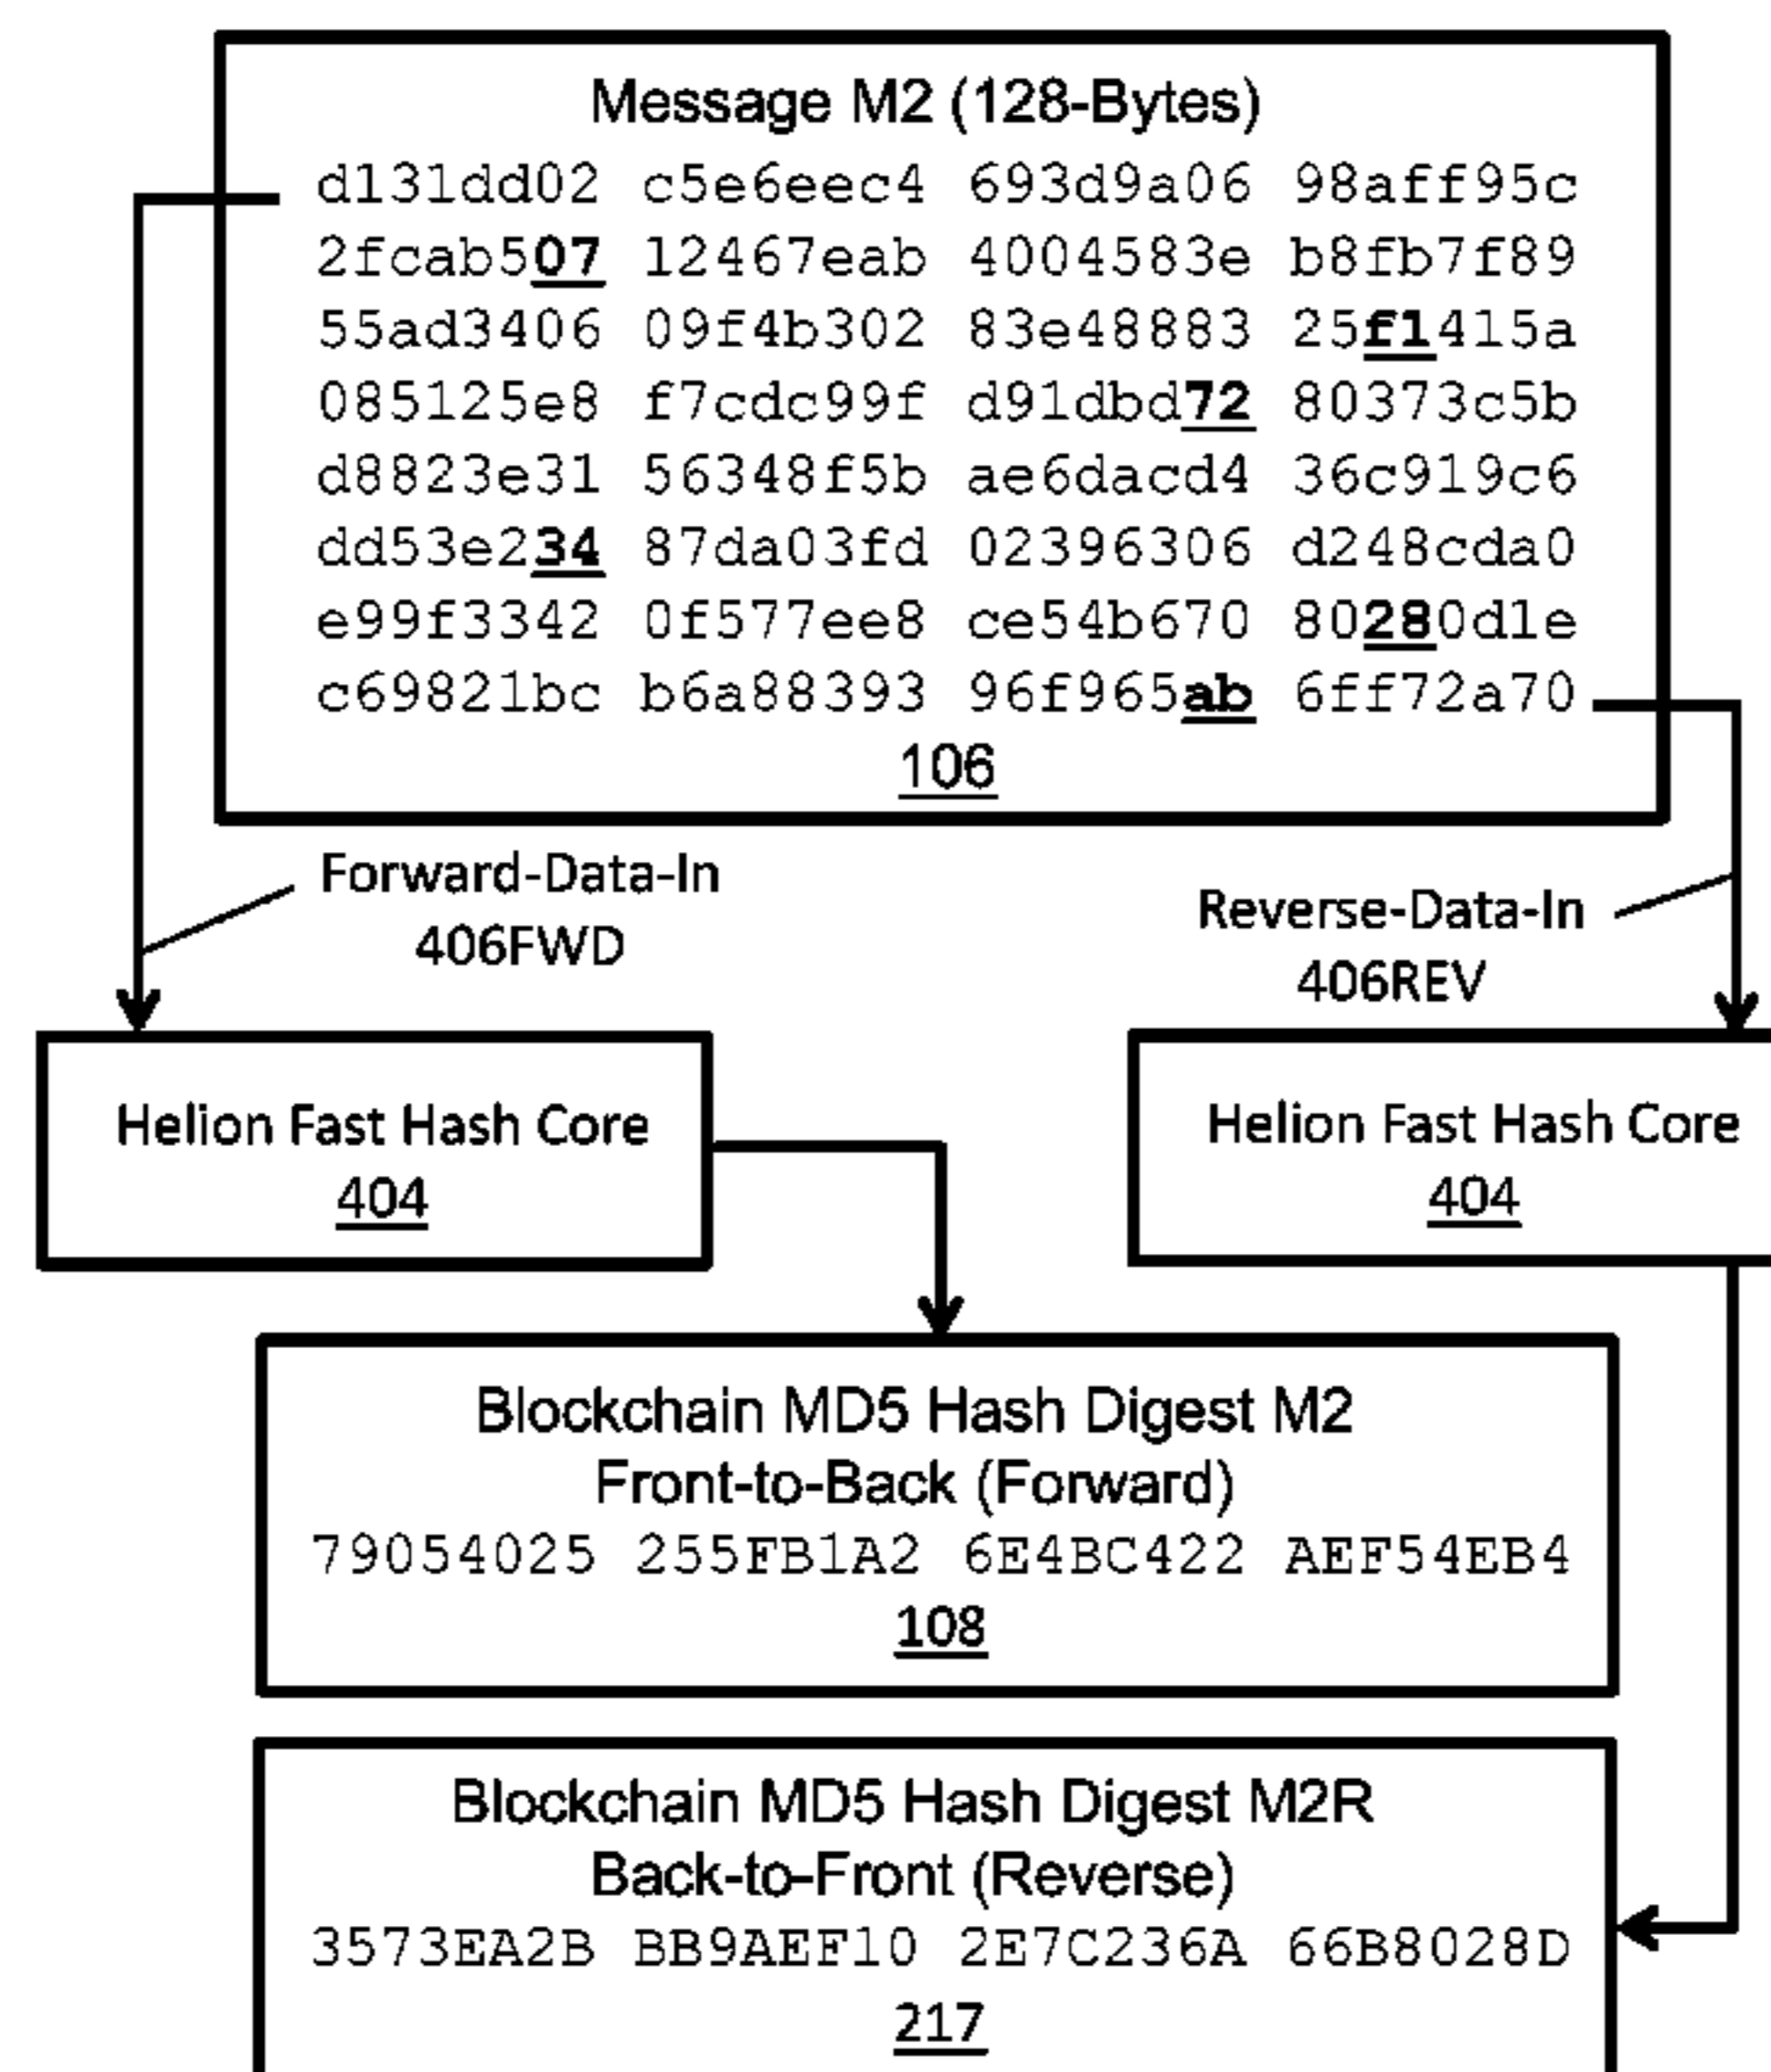 Message M2 (128-Bytes)
d131dd02 c5e6eec4 693d9a06 98aff95c
2fcab507 12467eab 4004583e b8fb7f89
55ad3406 09f4b302 83e48883 25f1415a
085125e8 f7cdc99f d91dbd72 80373c5b
d8823e31 56348f5b ae6dacd4 36c919c6
dd53e234 87da03fd 02396306 d248cda0
e99f3342 0f577ee8 ce54b670 80280d1e
c69821bc b6a88393 96f965ab 6ff72a70
106
Forward-Data-In
406FWD
Reverse-Data-In
406REV
Helion Fast Hash Core
404
Helion Fast Hash Core
404
Blockchain MD5 Hash Digest M2
Front-to-Back (Forward)
79054025 255FB1A2 6E4BC422 AEF54EB4
108
Blockchain MD5 Hash Digest M2R
Back-to-Front (Reverse)
3573EA2B BB9AEF10 2E7C236A 66B8028D
217